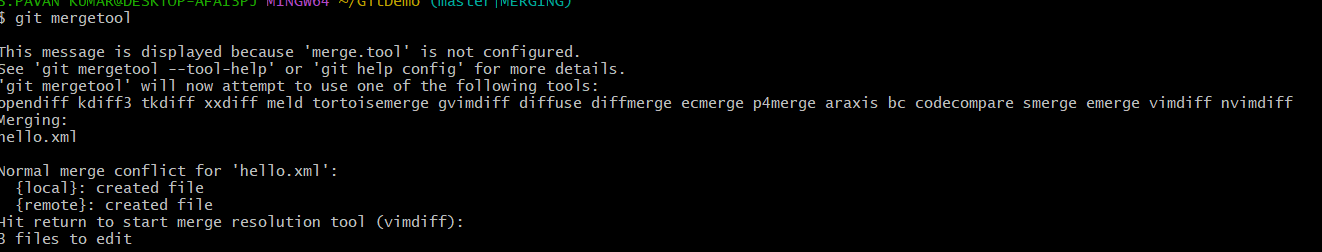 S.PAVAN KUMAR@DESKTOP-AFAI3PJ MINGW64 ~/GitDemo (master|MERGING)
$ git mergetool
This message is displayed because 'merge.tool' is not configured.
See 'git mergetool --tool-help' or 'git help config' for more details.
'git mergetool' will now attempt to use one of the following tools:
opendiff kdiff3 tkdiff xxdiff meld tortoisemerge gvimdiff diffuse diffmerge ecmerge p4merge araxis bc codecompare smerge emerge vimdiff nvimdiff
Merging:
hello.xml
Normal merge conflict for 'hello.xml':
{local}: created file
{remote}: created file
Hit return to start merge resolution tool (vimdiff):
3 files to edit